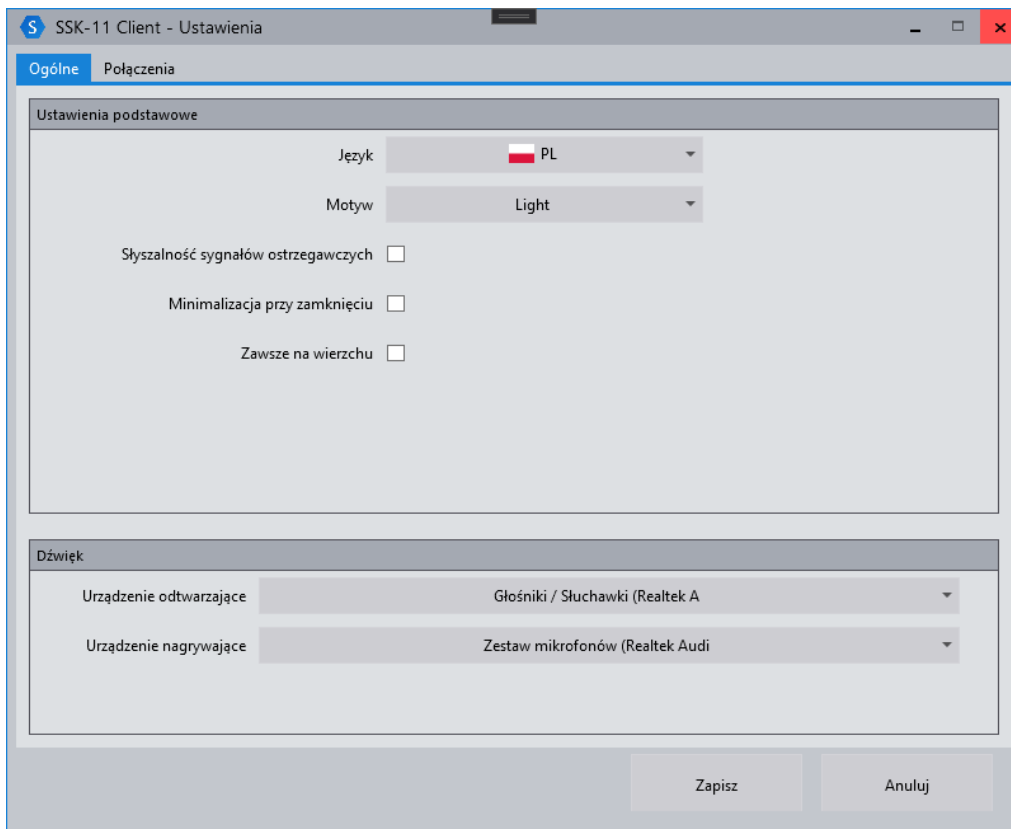 S SSK-11 Client - Ustawienia
Ogólne Połączenia
Ustawienia podstawowe
Język PL
Motyw Light
Słyszalność sygnałów ostrzegawczych
Minimalizacja przy zamknięciu
Zawsze na wierzchu
Dźwięk
Urządzenie odtwarzające Głośniki / Słuchawki (Realtek A
Urządzenie nagrywające Zestaw mikrofonów (Realtek Audi
Zapisz Anuluj